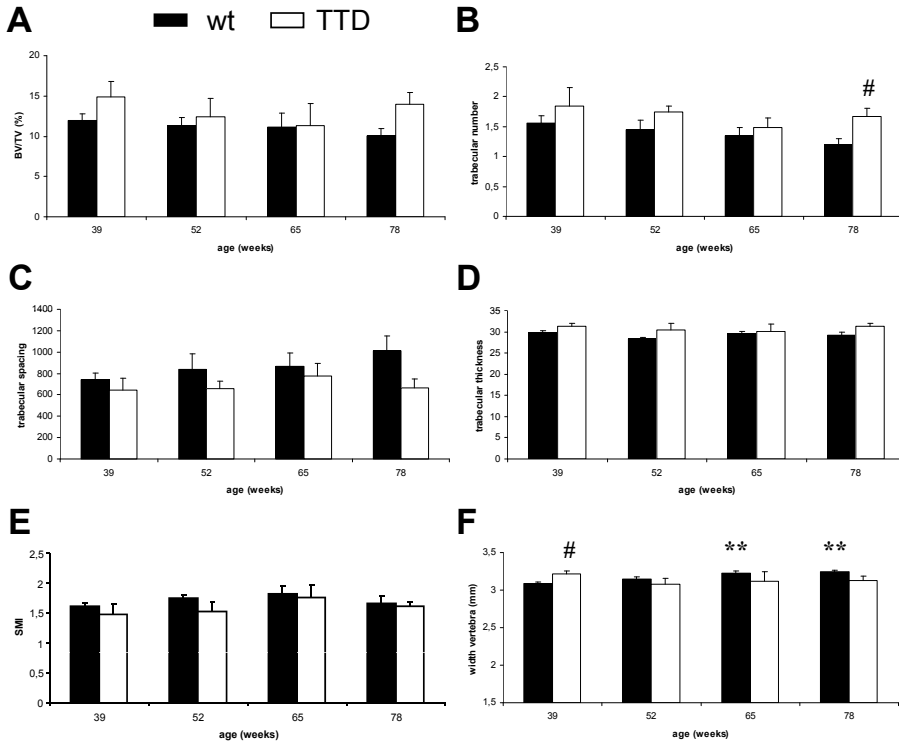 A wt TTD
20
15
10
5
0
BV/TV (%)
39 52 65 78
age (weeks)
B
2,5
2
1,5
1
0,5
0
trabecular number
#
39 52 65 78
age (weeks)
C
1400
1200
1000
800
600
400
200
0
trabecular spacing
39 52 65 78
age (weeks)
D
35
30
25
20
15
10
5
0
trabecular thickness
39 52 65 78
age (weeks)
E
2,5
2
1,5
1
0,5
0
SMI
39 52 65 78
age (weeks)
F
3,5
3
2,5
2
1,5
width vertebra (mm)
# ** **
39 52 65 78
age (weeks)